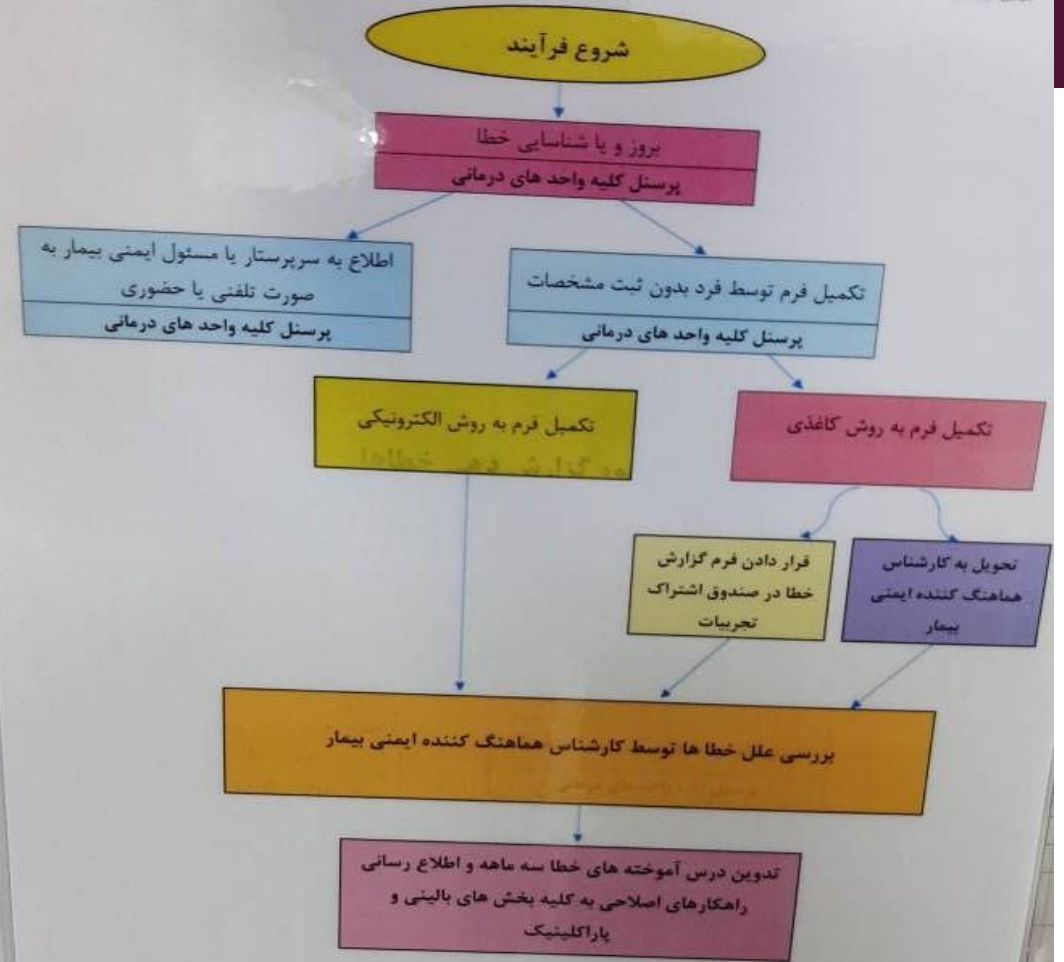 شروع فرآیند
بروز و یا شناسایی خطا
پرسنل کلیه واحد های درمانی
تکمیل فرم توسط فرد بدون ثبت مشخصات
پرسنل کلیه واحد های درمانی
اطلاع به سرپرستار یا مسئول ایمنی بیمار به
صورت تلفنی یا حضوری
پرسنل کلیه واحد های درمانی
تکمیل فرم به روش کاغذی
تکمیل فرم به روش الکترونیکی
تحویل به کارشناس
هماهنگ کننده ایمنی
بیمار
قرار دادن فرم گزارش
خطا در صندوق اشتراک
تجربیات
بررسی علل خطا ها توسط کارشناس هماهنگ کننده ایمنی بیمار
تدوین درس آموخته های خطا سه ماهه و اطلاع رسانی
راهکارهای اصلاحی به کلیه بخش های بالینی و
پاراکلینیک